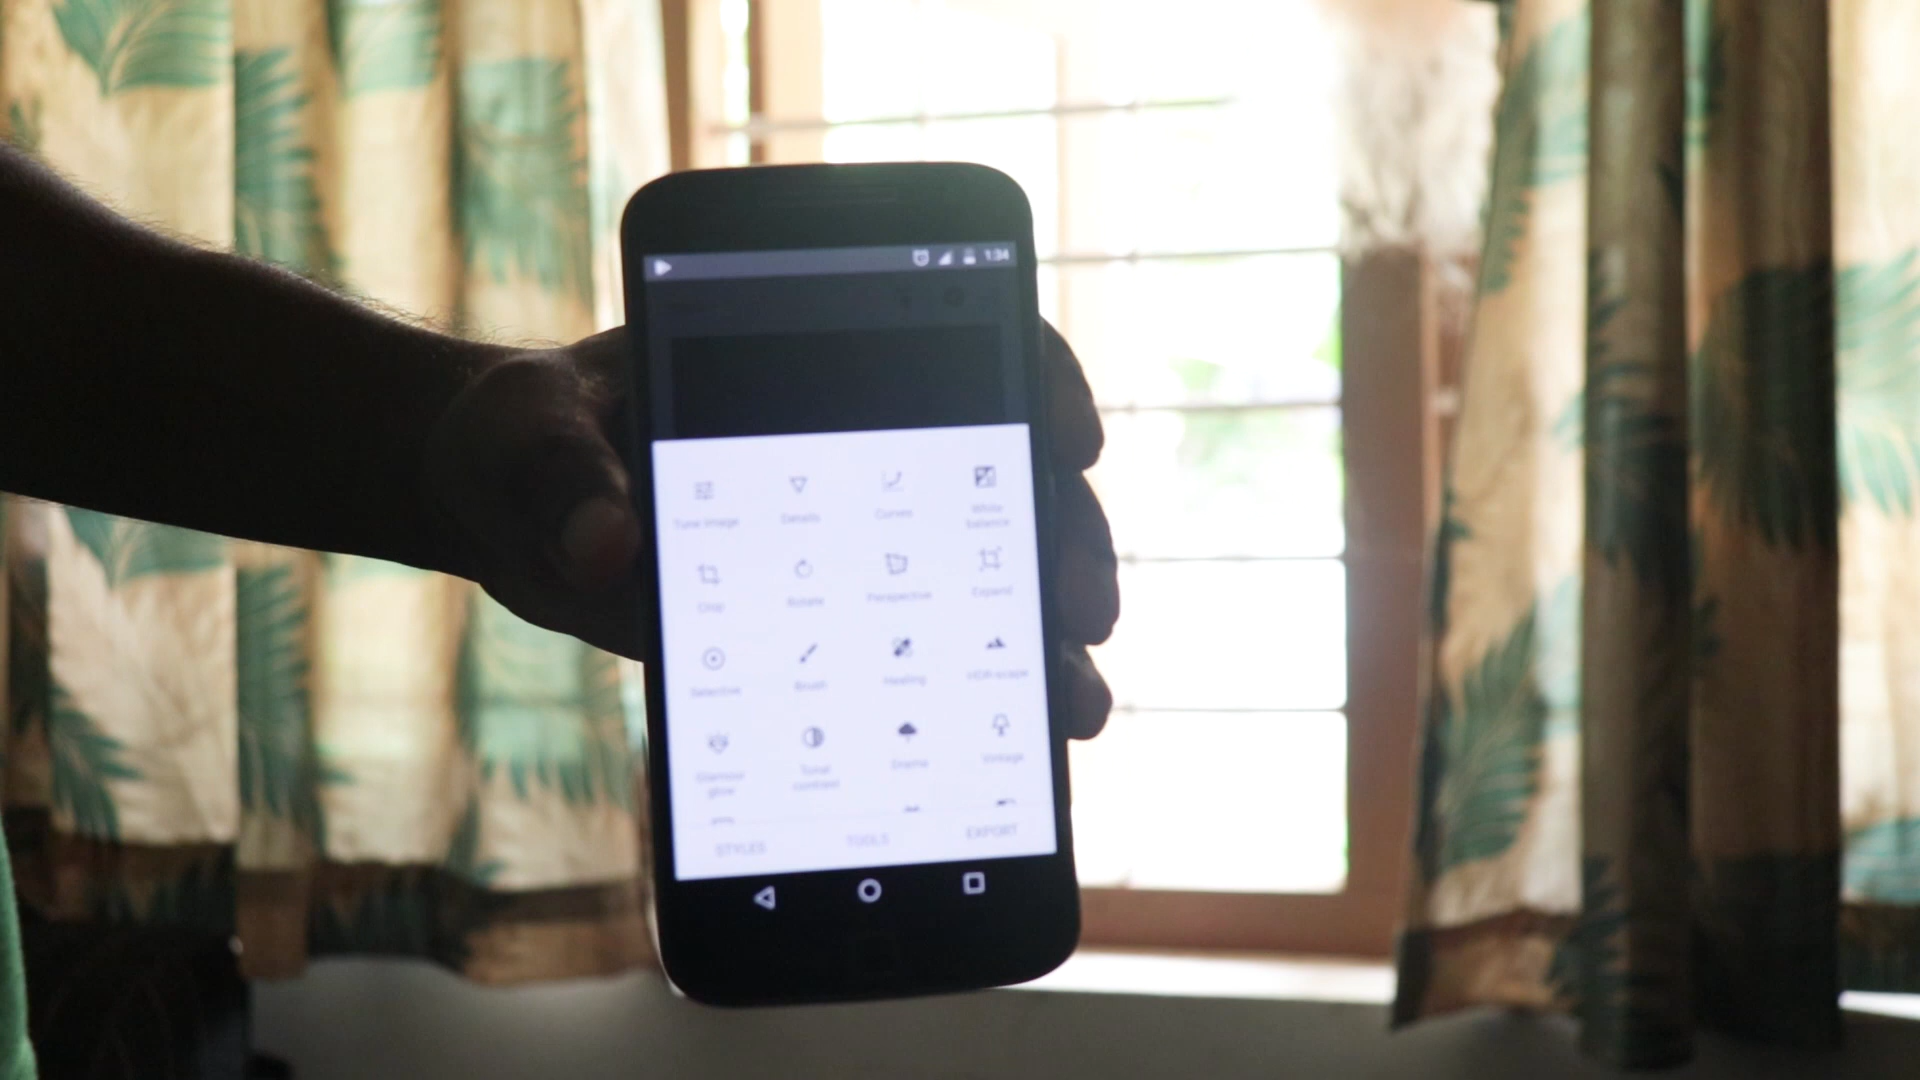 1:34
Tune Image Details Curves White
balance
Crop Rotate Perspective Expand
Selective Brush Healing HDR-scape
Glamour Tonal Drama Vintage
glow contrast
STYLES TOOLS EXPORT